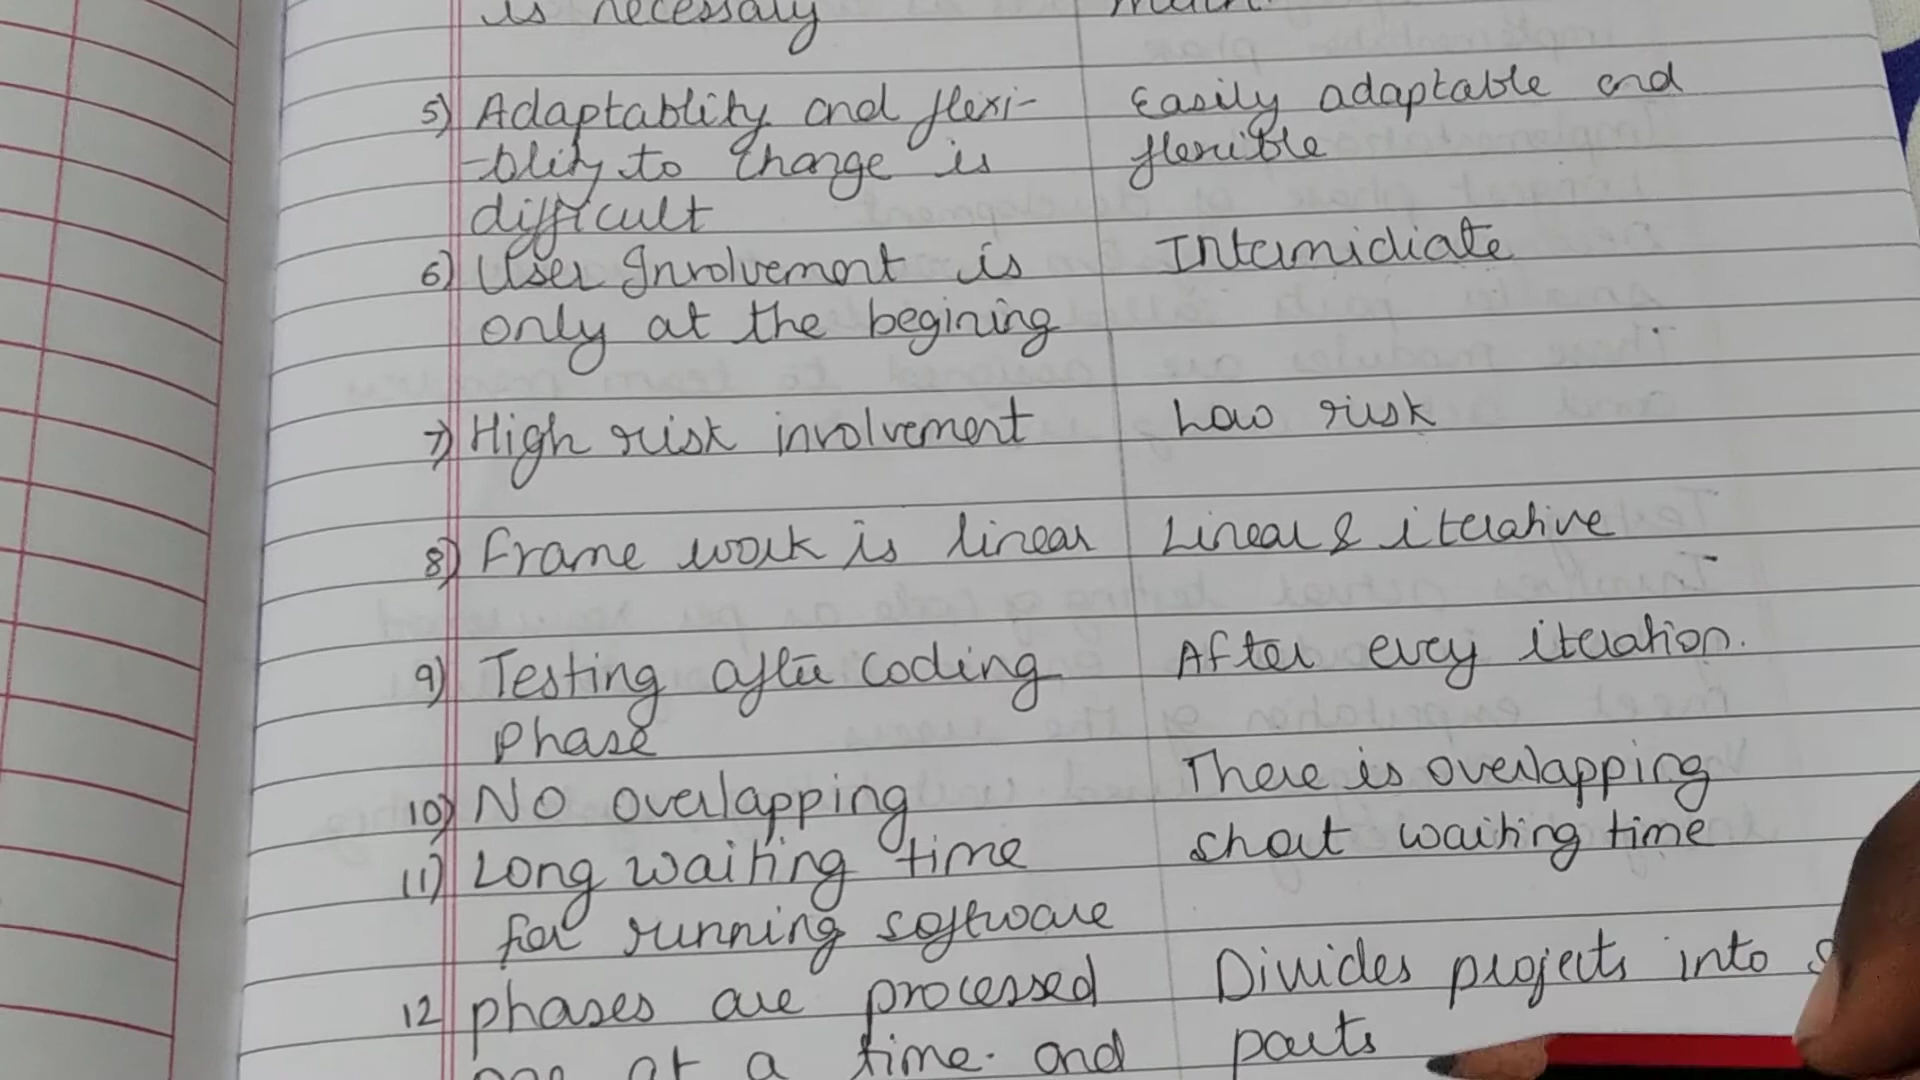 is necessary
5) Adaptablity and flexi-
-blity to change is
difficult
Easily adaptable and
flexible
6) User Involvement is
only at the begining
Intermidiate
7) High risk involvement
Low risk
8) Frame work is linear
Linear & iterative
9) Testing after coding
phase
After every iteration.
10) No overlapping
There is overlapping
11) Long waiting time
for running software
short waiting time
12 phases are processed
one at a time. and
Divides projects into
parts